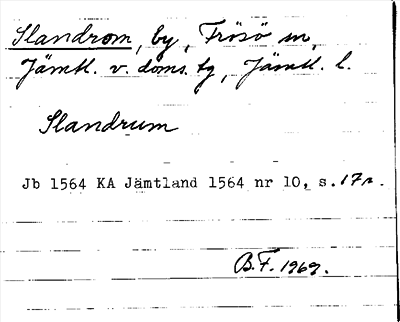 Slandrom, by, Frösö sn,
Jämtl. v. doms. tg, Jämtl. l.
Slandrum
Jb 1564 KA Jämtland 1564 nr 10, s. 17r.
B.F. 1969.